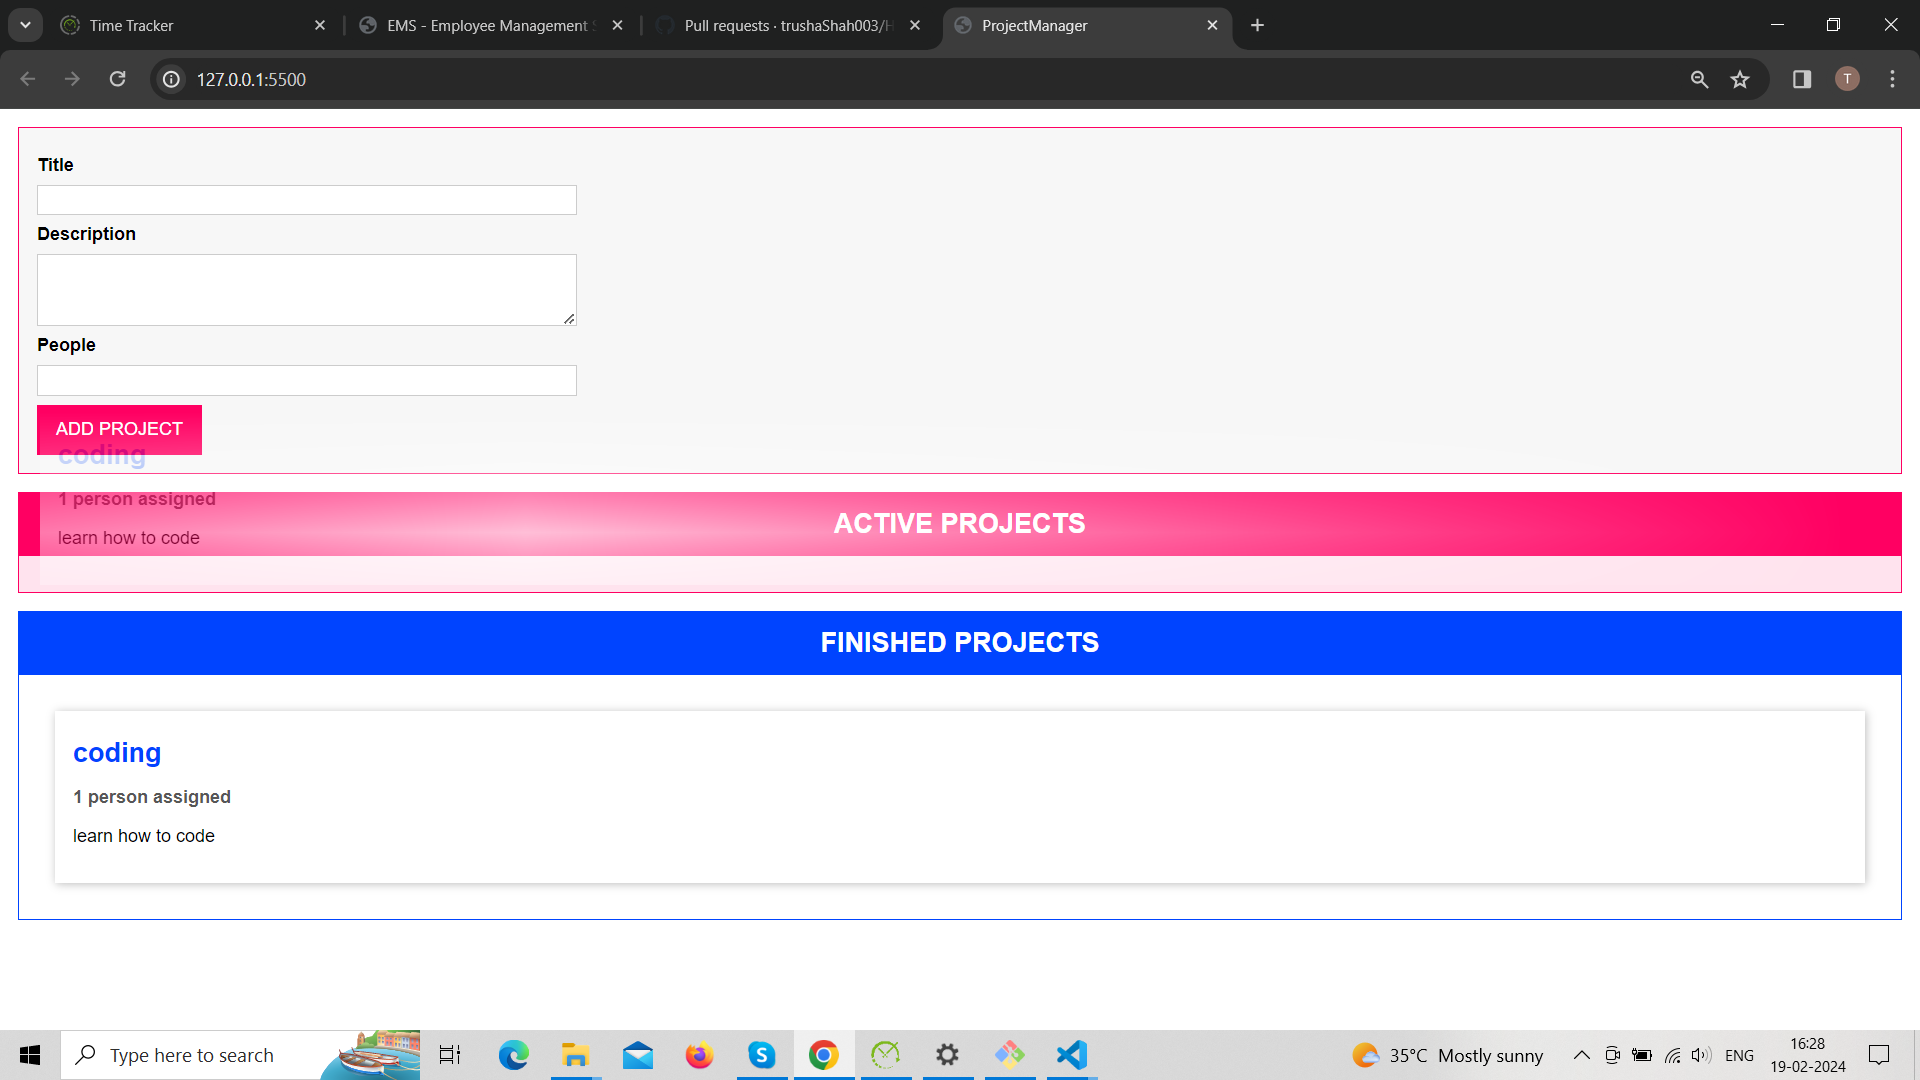 Time Tracker
EMS - Employee Management S
Pull requests · trushaShah003/H
ProjectManager
127.0.0.1:5500
T
Title
Description
People
ADD PROJECT
coding
1 person assigned
learn how to code
ACTIVE PROJECTS
FINISHED PROJECTS
coding
1 person assigned
learn how to code
Type here to search
S
35°C Mostly sunny
ENG
16:28
19-02-2024